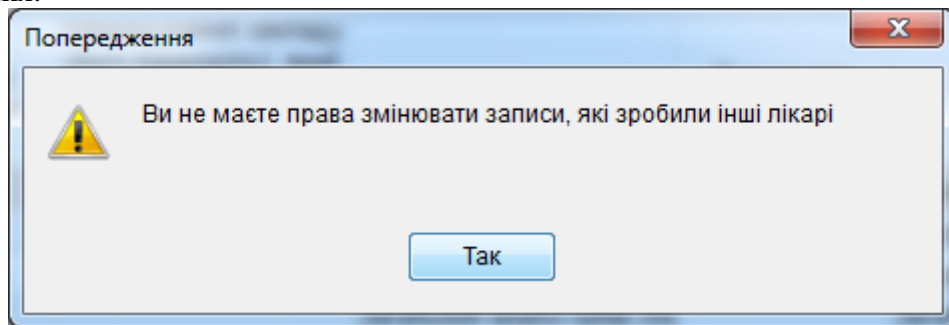 Попередження
Ви не маєте права змінювати записи, які зробили інші лікарі
Так